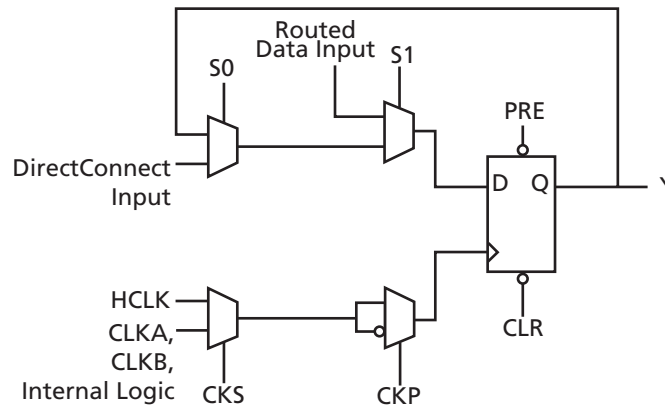 Routed
Data Input
S0
S1
PRE
DirectConnect
Input
D
Q
HCLK
CLKA,
CLKB,
Internal Logic
CKS
CKP
CLR